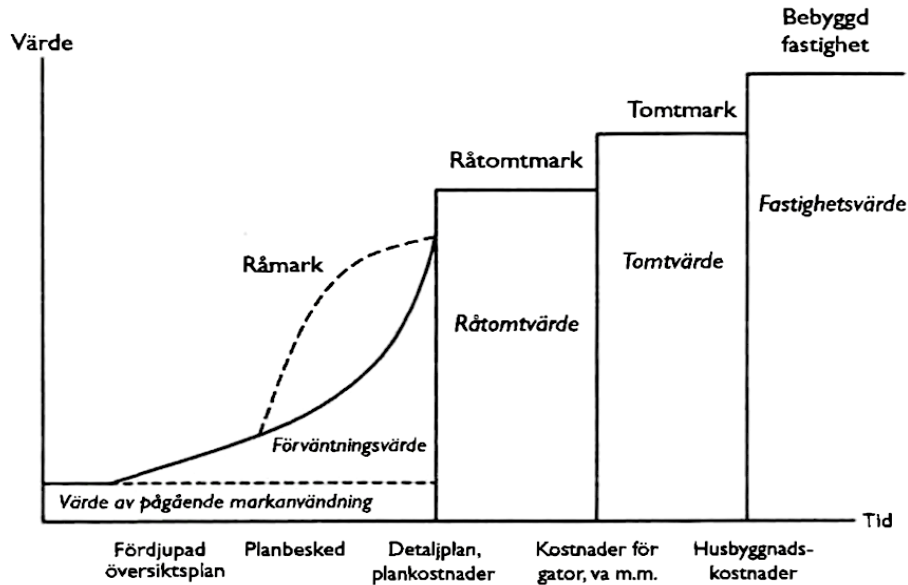 Bebyggd
fastighet
Värde
Tomtmark
Råtomtmark
Fastighetsvärde
Råmark
Tomtvärde
Råtomtvärde
Förväntningsvärde
Värde av pågående markanvändning
Tid
Fördjupad
översiktsplan
Planbesked
Detaljplan,
plankostnader
Kostnader för
gator, va m.m.
Husbyggnads-
kostnader